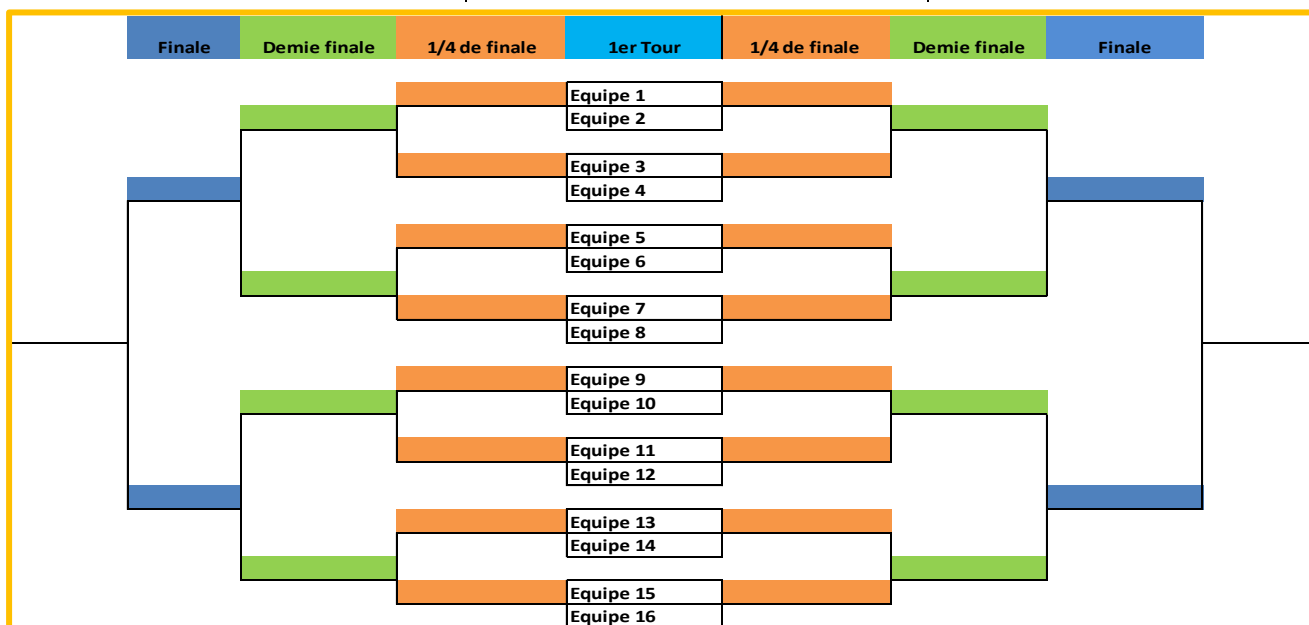 Finale Demie finale 1/4 de finale 1er Tour 1/4 de finale Demie finale Finale
Equipe 1
Equipe 2
Equipe 3
Equipe 4
Equipe 5
Equipe 6
Equipe 7
Equipe 8
Equipe 9
Equipe 10
Equipe 11
Equipe 12
Equipe 13
Equipe 14
Equipe 15
Equipe 16